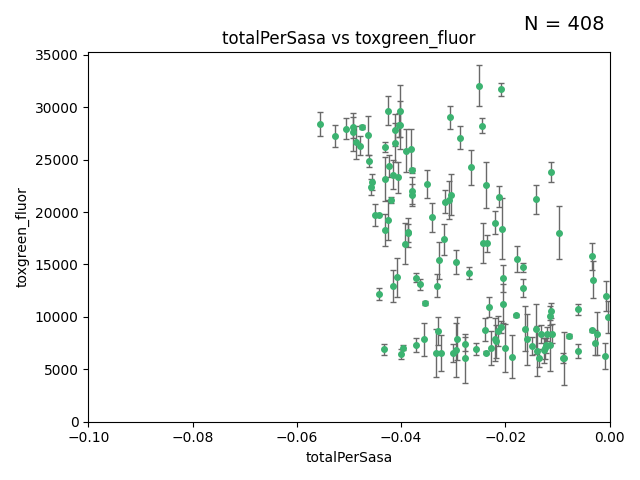 N = 408
totalPerSasa vs toxgreen_fluor
35000
30000
25000
20000
15000
10000
5000
0
toxgreen_fluor
−0.10 −0.08 −0.06 −0.04 −0.02 0.00
totalPerSasa